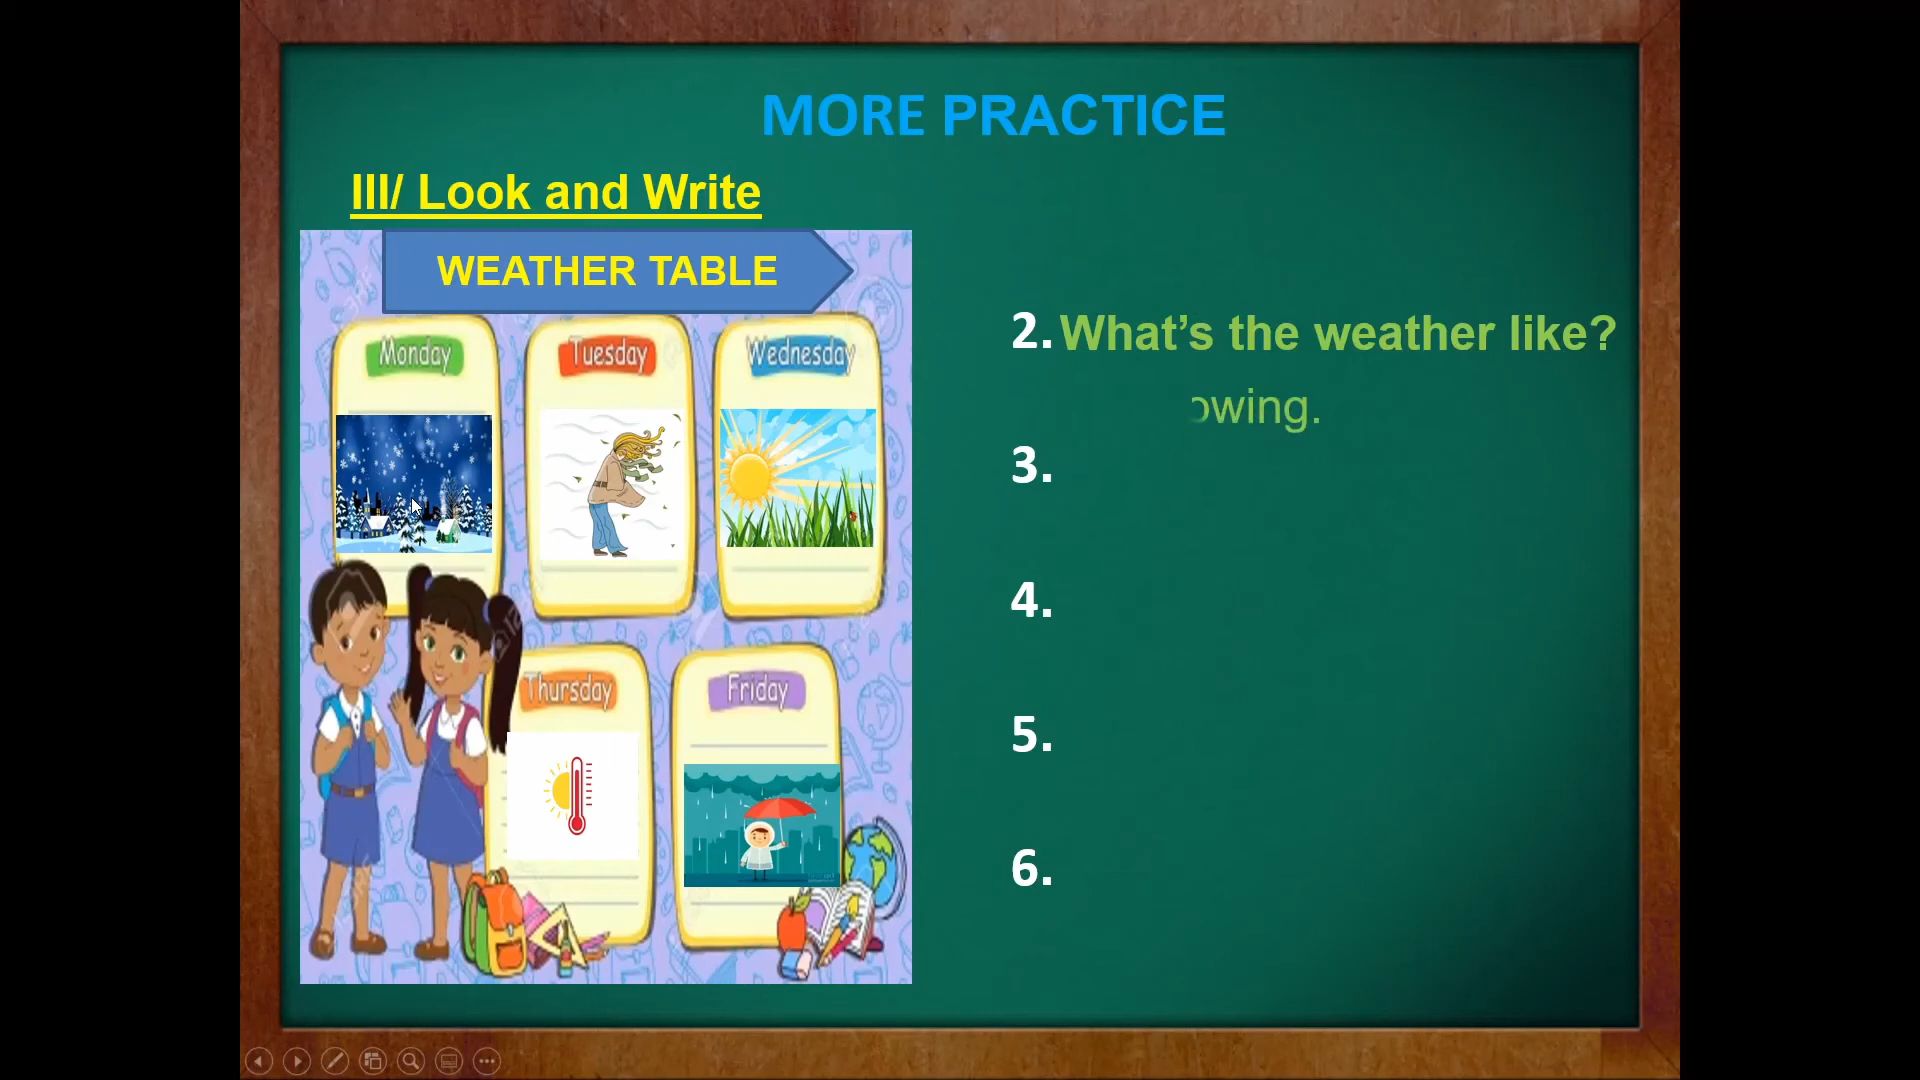 MORE PRACTICE
III/ Look and Write
WEATHER TABLE
Monday
Tuesday
Wednesday
Thursday
Friday
2. What's the weather like?
owing.
3.
4.
5.
6.